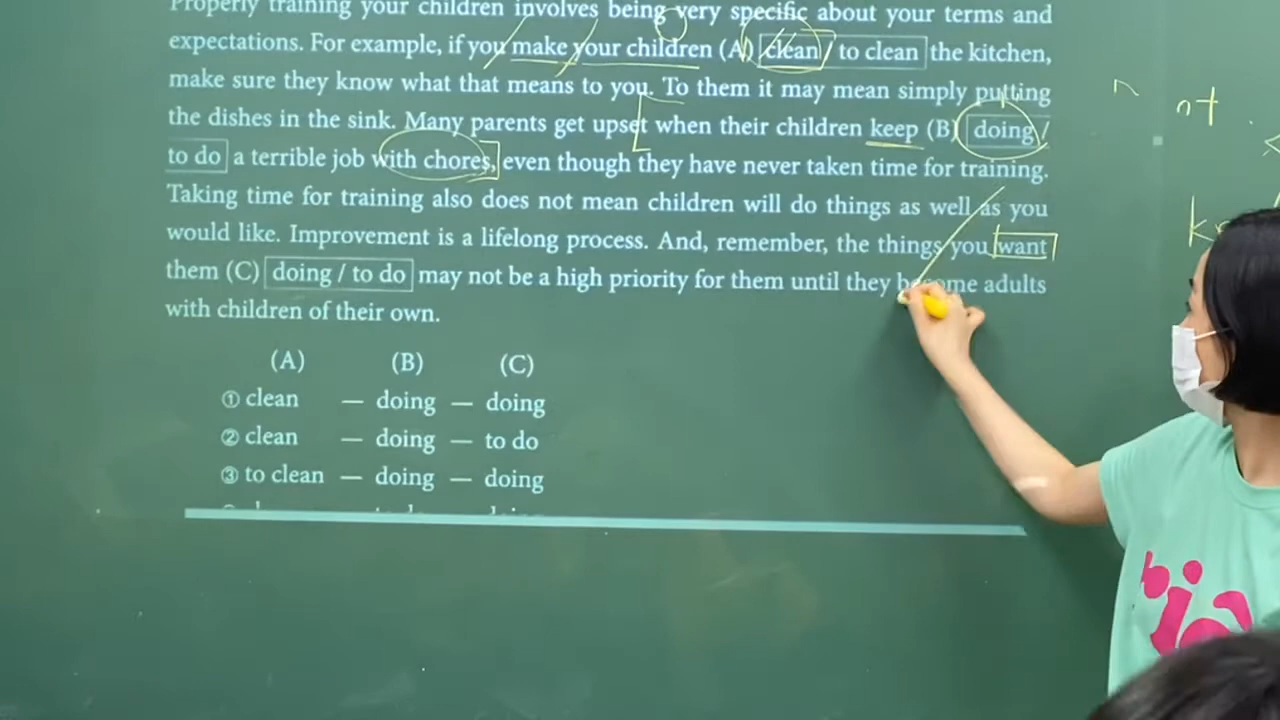 Properly training your children involves being very specific about your terms and
expectations. For example, if you make your children (A) clean / to clean the kitchen,
make sure they know what that means to you. To them it may mean simply putting
the dishes in the sink. Many parents get upset when their children keep (B) doing /
to do a terrible job with chores, even though they have never taken time for training.
Taking time for training also does not mean children will do things as well as you
would like. Improvement is a lifelong process. And, remember, the things you want
them (C) doing / to do may not be a high priority for them until they become adults
with children of their own.
(A) (B) (C)
① clean — doing — doing
② clean — doing — to do
③ to clean — doing — doing